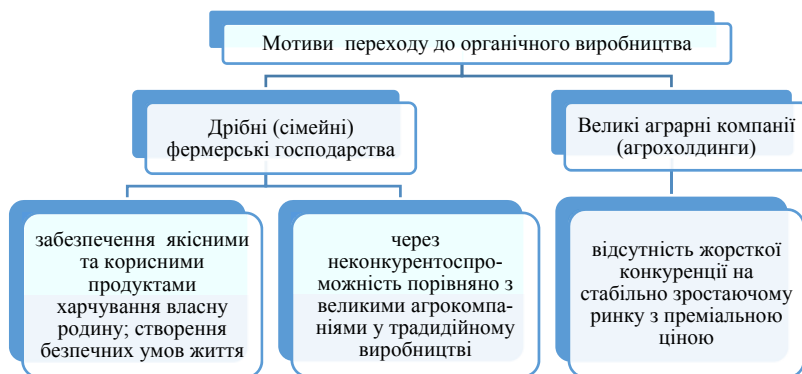 Мотиви переходу до органічного виробництва
Дрібні (сімейні)
фермерські господарства
Великі аграрні компанії
(агрохолдинги)
забезпечення якісними
та корисними
продуктами
харчування власну
родину; створення
безпечних умов життя
через
неконкурентоспро-
можність порівняно з
великими агрокомпа-
ніями у традидійному
виробництві
відсутність жорсткої
конкуренції на
стабільно зростаючому
ринку з преміальною
ціною